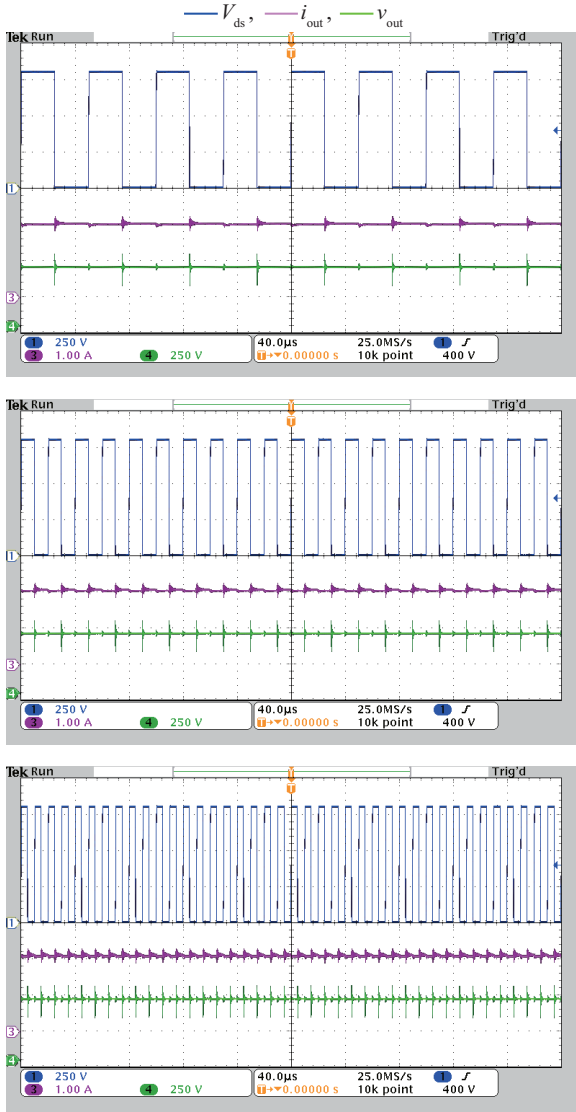 V_ds, i_out, v_out
Tek Run Trig'd
T
1
3
4
1 250 V 40.0µs 25.0MS/s 1 400 V
3 1.00 A 4 250 V T→▼0.00000 s 10k point
Tek Run Trig'd
T
1
3
4
1 250 V 40.0µs 25.0MS/s 1 400 V
3 1.00 A 4 250 V T→▼0.00000 s 10k point
Tek Run Trig'd
T
1
3
4
1 250 V 40.0µs 25.0MS/s 1 400 V
3 1.00 A 4 250 V T→▼0.00000 s 10k point